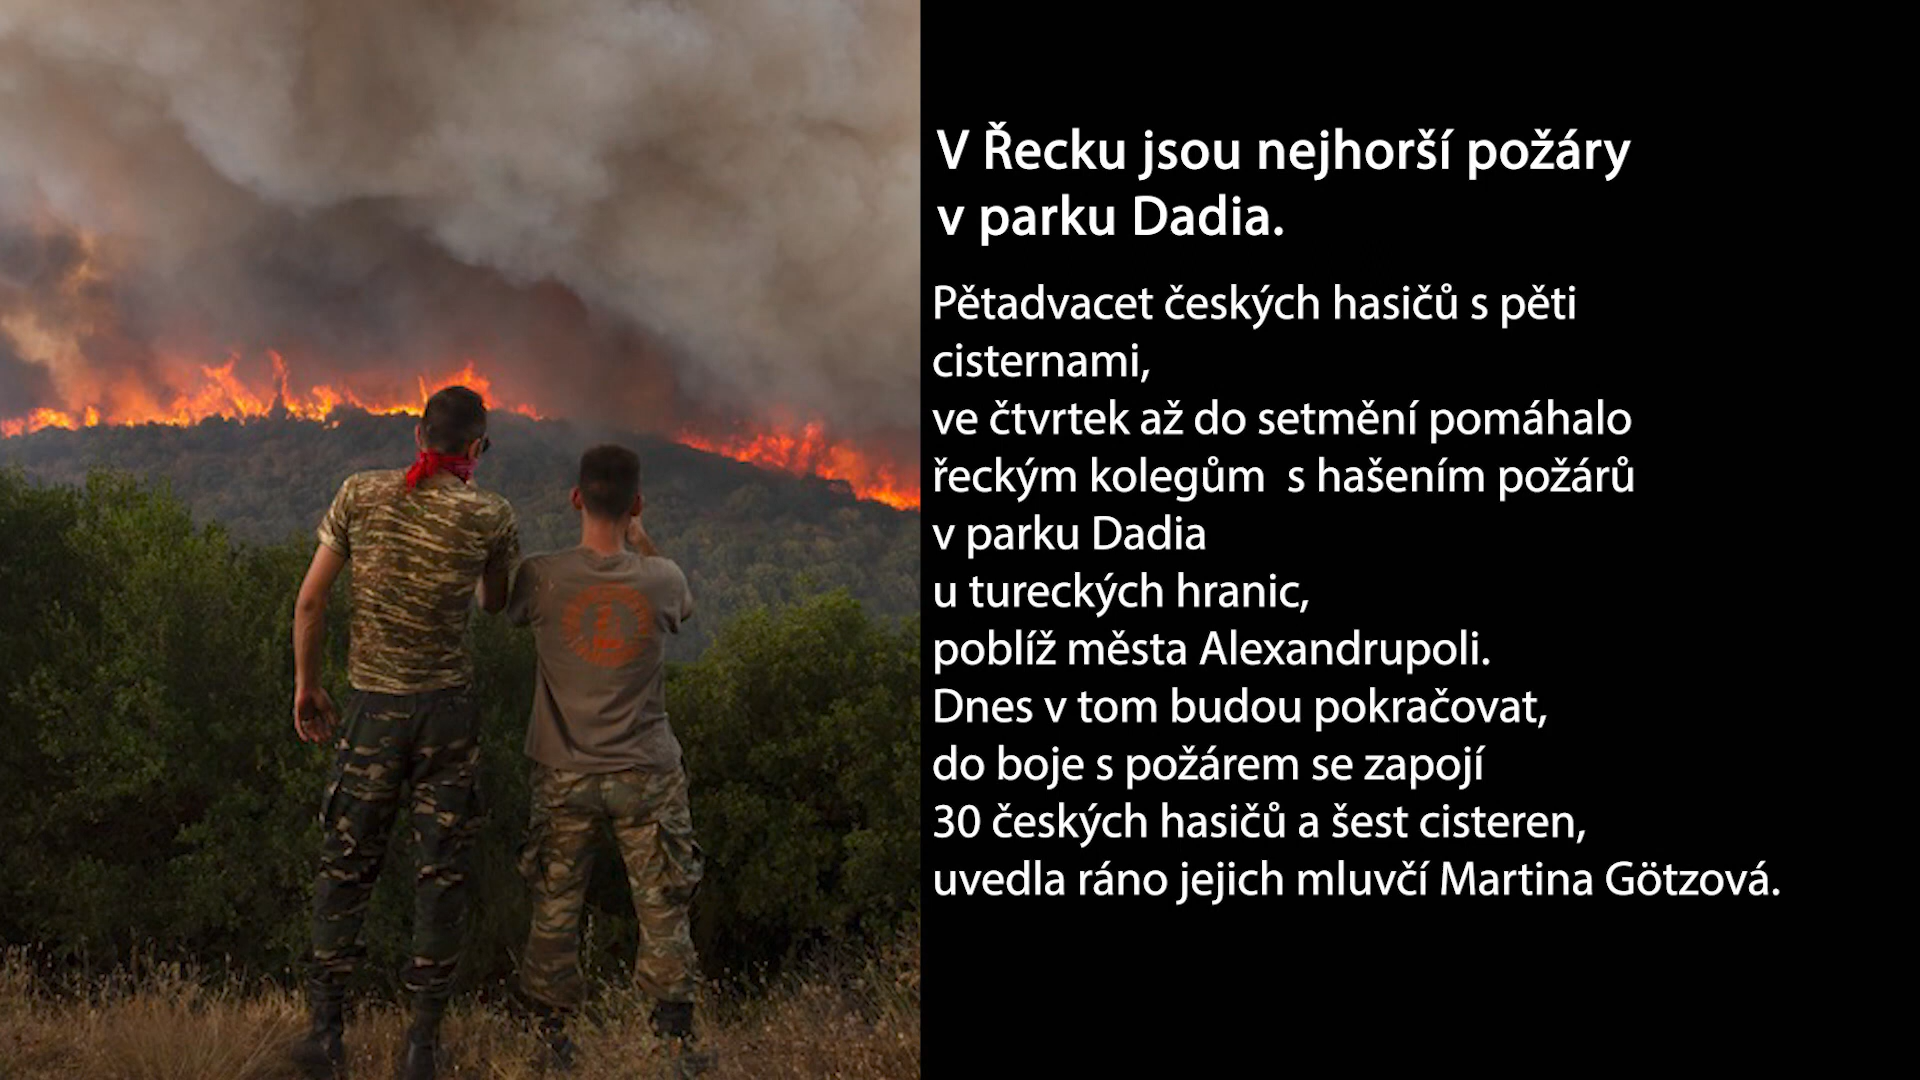 V Řecku jsou nejhorší požáry
v parku Dadia.
Pětadvacet českých hasičů s pěti
cisternami,
ve čtvrtek až do setmění pomáhalo
řeckým kolegům  s hašením požárů
v parku Dadia
u tureckých hranic,
poblíž města Alexandrupoli.
Dnes v tom budou pokračovat,
do boje s požárem se zapojí
30 českých hasičů a šest cisteren,
uvedla ráno jejich mluvčí Martina Götzová.